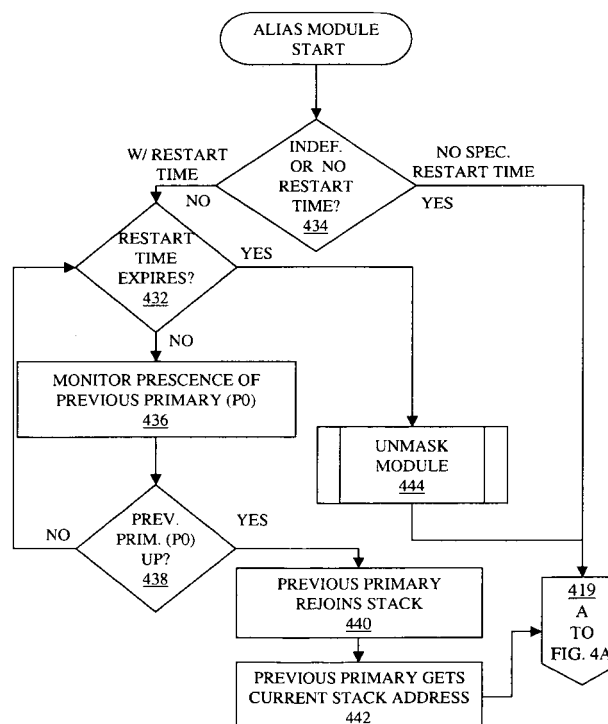 ALIAS MODULE
START
INDEF.
OR NO
RESTART
TIME?
434
W/ RESTART
TIME
NO
NO SPEC.
RESTART TIME
YES
RESTART
TIME
EXPIRES?
432
YES
NO
MONITOR PRESCENCE OF
PREVIOUS PRIMARY (P0)
436
UNMASK
MODULE
444
PREV.
PRIM. (P0)
UP?
438
NO
YES
PREVIOUS PRIMARY
REJOINS STACK
440
419
A
TO
FIG. 4A
PREVIOUS PRIMARY GETS
CURRENT STACK ADDRESS
442